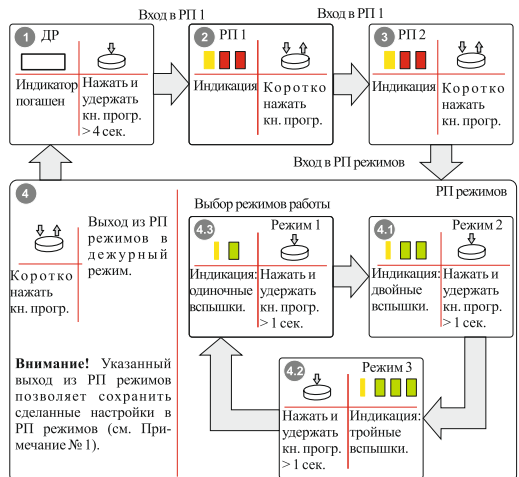 Вход в РП 1
Вход в РП 1
1 ДР
Индикатор
погашен
Нажать и
удержать
кн. прогр.
> 4 сек.
2 РП 1
Индикация
Коротко
нажать
кн. прогр.
3 РП 2
Индикация
Коротко
нажать
кн. прогр.
Вход в РП режимов
РП режимов
4
Выход из РП
режимов в
дежурный
режим.
Коротко
нажать
кн. прогр.
Внимание! Указанный
выход из РП режимов
позволяет сохранить
сделанные настройки в
РП режимов (см. При-
мечание № 1).
Выбор режимов работы
4.3 Режим 1
Индикация:
одиночные
вспышки.
Нажать и
удержать
кн. прогр.
> 1 сек.
4.1 Режим 2
Индикация:
двойные
вспышки.
Нажать и
удержать
кн. прогр.
> 1 сек.
4.2 Режим 3
Нажать и
удержать
кн. прогр.
> 1 сек.
Индикация:
тройные
вспышки.